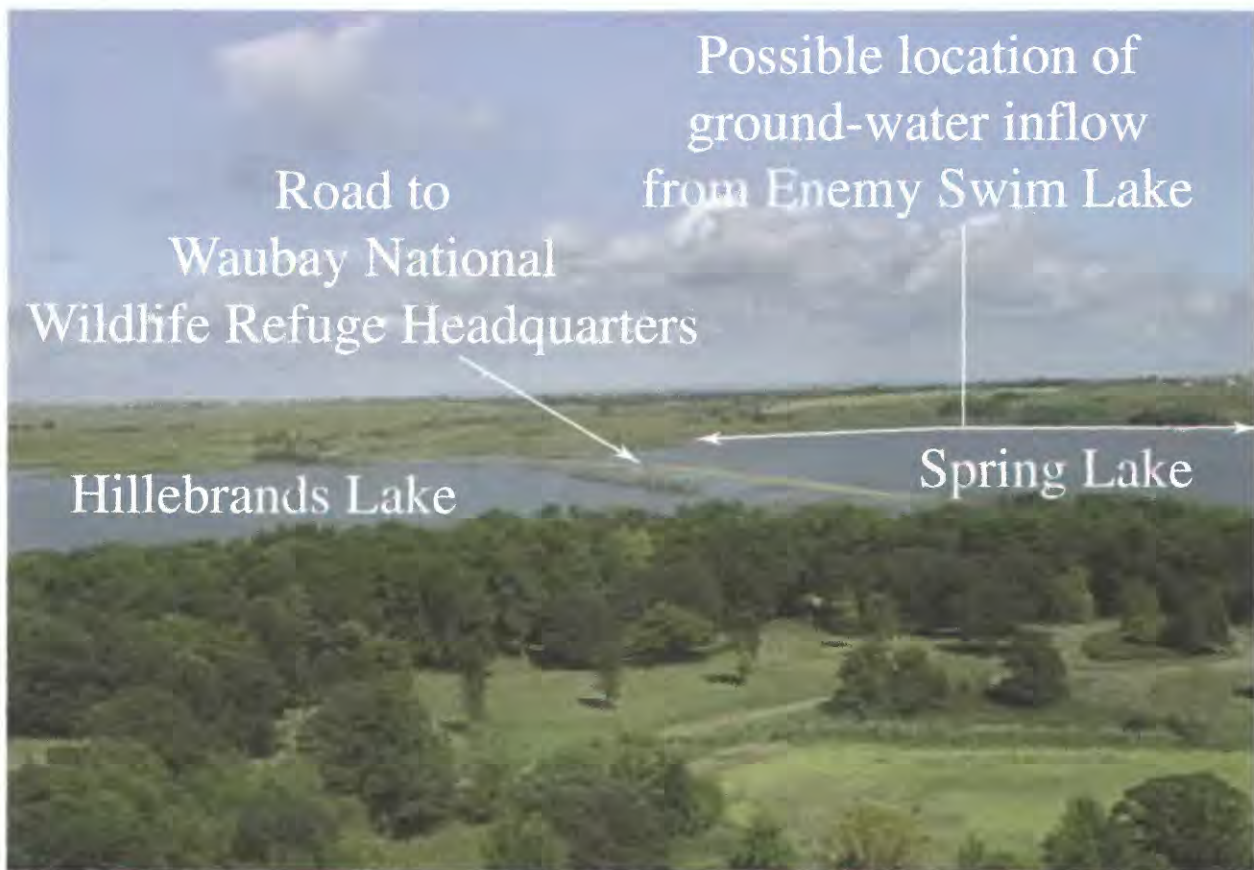 Possible location of
ground-water inflow
from Enemy Swim Lake
Road to
Waubay National
Wildlife Refuge Headquarters
Hillebrands Lake
Spring Lake